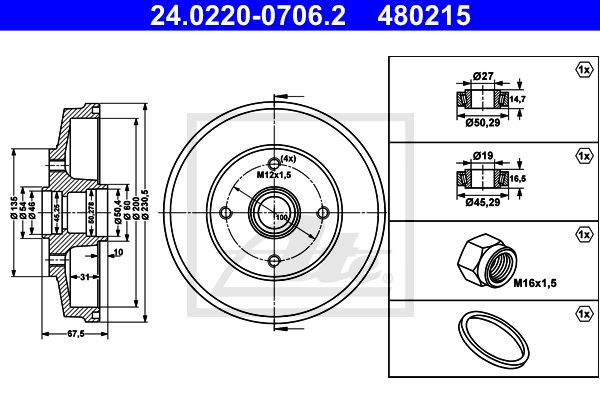 24.0220-0706.2 480215
Ø 135
Ø 54
Ø 46
45,25
50,278
Ø 50,4
Ø 60
Ø 200
Ø 230,5
10
31
67,5
(4x)
M12x1,5
100
Ate
®
1x
Ø27
14,7
Ø50,29
1x
Ø19
16,5
Ø45,29
1x
M16x1,5
1x